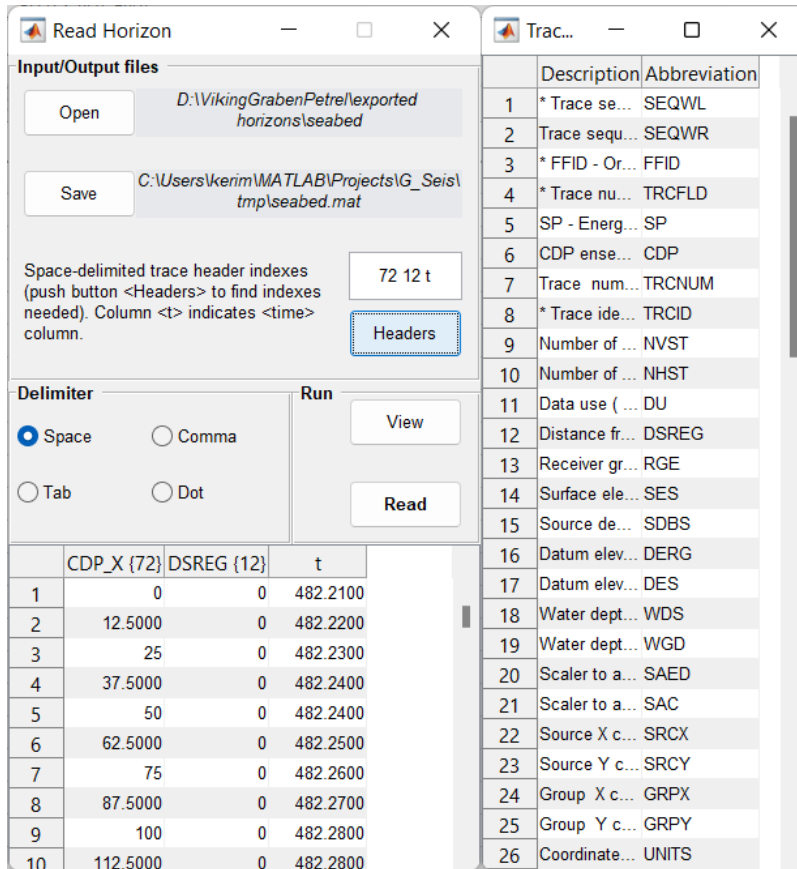 Read Horizon
Input/Output files
Open
D:\VikingGrabenPetrel\exported
horizons\seabed
Save
C:\Users\kerim\MATLAB\Projects\G_Seis\
tmp\seabed.mat
Space-delimited trace header indexes
(push button <Headers> to find indexes
needed). Column <t> indicates <time>
column.
72 12 t
Headers
Delimiter
Space
Comma
Tab
Dot
Run
View
Read
CDP_X {72} DSREG {12} t
1 0 0 482.2100
2 12.5000 0 482.2200
3 25 0 482.2300
4 37.5000 0 482.2400
5 50 0 482.2400
6 62.5000 0 482.2500
7 75 0 482.2600
8 87.5000 0 482.2700
9 100 0 482.2800
10 112.5000 0 482.2800
Trac...
Description Abbreviation
1 * Trace se... SEQWL
2 Trace sequ... SEQWR
3 * FFID - Or... FFID
4 * Trace nu... TRCFLD
5 SP - Energ... SP
6 CDP ense... CDP
7 Trace num... TRCNUM
8 * Trace ide... TRCID
9 Number of ... NVST
10 Number of ... NHST
11 Data use ( ... DU
12 Distance fr... DSREG
13 Receiver gr... RGE
14 Surface ele... SES
15 Source de... SDBS
16 Datum elev... DERG
17 Datum elev... DES
18 Water dept... WDS
19 Water dept... WGD
20 Scaler to a... SAED
21 Scaler to a... SAC
22 Source X c... SRCX
23 Source Y c... SRCY
24 Group X c... GRPX
25 Group Y c... GRPY
26 Coordinate... UNITS